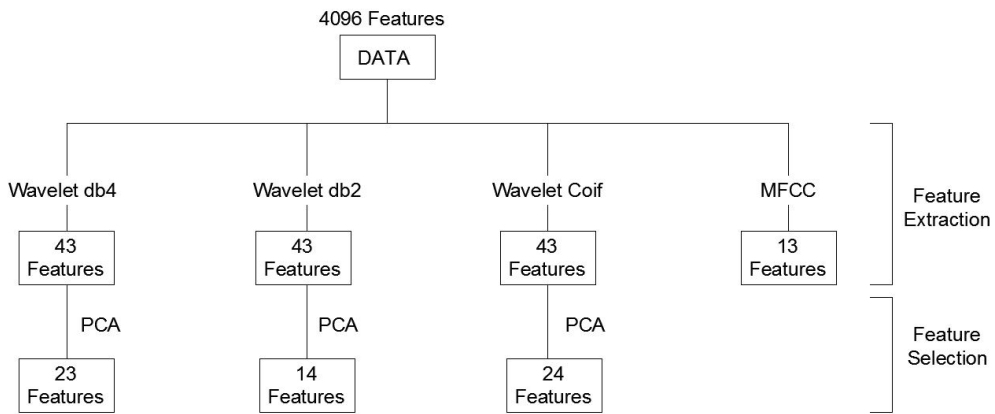 4096 Features
DATA
Wavelet db4
Wavelet db2
Wavelet Coif
MFCC
43
Features
43
Features
43
Features
13
Features
Feature
Extraction
PCA
PCA
PCA
23
Features
14
Features
24
Features
Feature
Selection